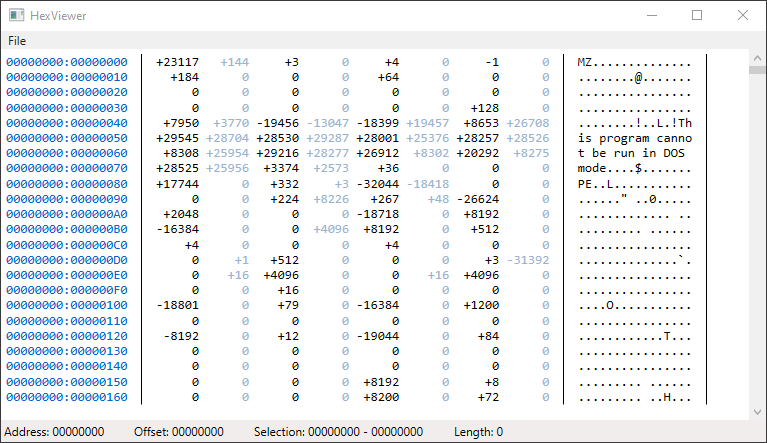 HexViewer
File
00000000:00000000 +23117 +144 +3 0 +4 0 -1 0 MZ..............
00000000:00000010 +184 0 0 0 +64 0 0 0 ........@.......
00000000:00000020 0 0 0 0 0 0 0 0 ................
00000000:00000030 0 0 0 0 0 0 +128 0 ................
00000000:00000040 +7950 +3770 -19456 -13047 -18399 +19457 +8653 +26708 ........!..L.!Th
00000000:00000050 +29545 +28704 +28530 +29287 +28001 +25376 +28257 +28526 is program canno
00000000:00000060 +8308 +25954 +29216 +28277 +26912 +8302 +20292 +8275 t be run in DOS
00000000:00000070 +28525 +25956 +3374 +2573 +36 0 0 0 mode....$.......
00000000:00000080 +17744 0 +332 +3 -32044 -18418 0 0 PE..L...........
00000000:00000090 0 0 +224 +8226 +267 +48 -26624 0 ......" ..0.....
00000000:000000A0 +2048 0 0 0 -18718 0 +8192 0 ............. ..
00000000:000000B0 -16384 0 0 +4096 +8192 0 +512 0 ......... ......
00000000:000000C0 +4 0 0 0 +4 0 0 0 ................
00000000:000000D0 0 +1 +512 0 0 0 +3 -31392 ..............`.
00000000:000000E0 0 +16 +4096 0 0 +16 +4096 0 ................
00000000:000000F0 0 0 +16 0 0 0 0 0 ................
00000000:00000100 -18801 0 +79 0 -16384 0 +1200 0 ....O...........
00000000:00000110 0 0 0 0 0 0 0 0 ................
00000000:00000120 -8192 0 +12 0 -19044 0 +84 0 ............T...
00000000:00000130 0 0 0 0 0 0 0 0 ................
00000000:00000140 0 0 0 0 0 0 0 0 ................
00000000:00000150 0 0 0 0 +8192 0 +8 0 ......... ......
00000000:00000160 0 0 0 0 +8200 0 +72 0 ......... ..H...
Address: 00000000 Offset: 00000000 Selection: 00000000 - 00000000 Length: 0